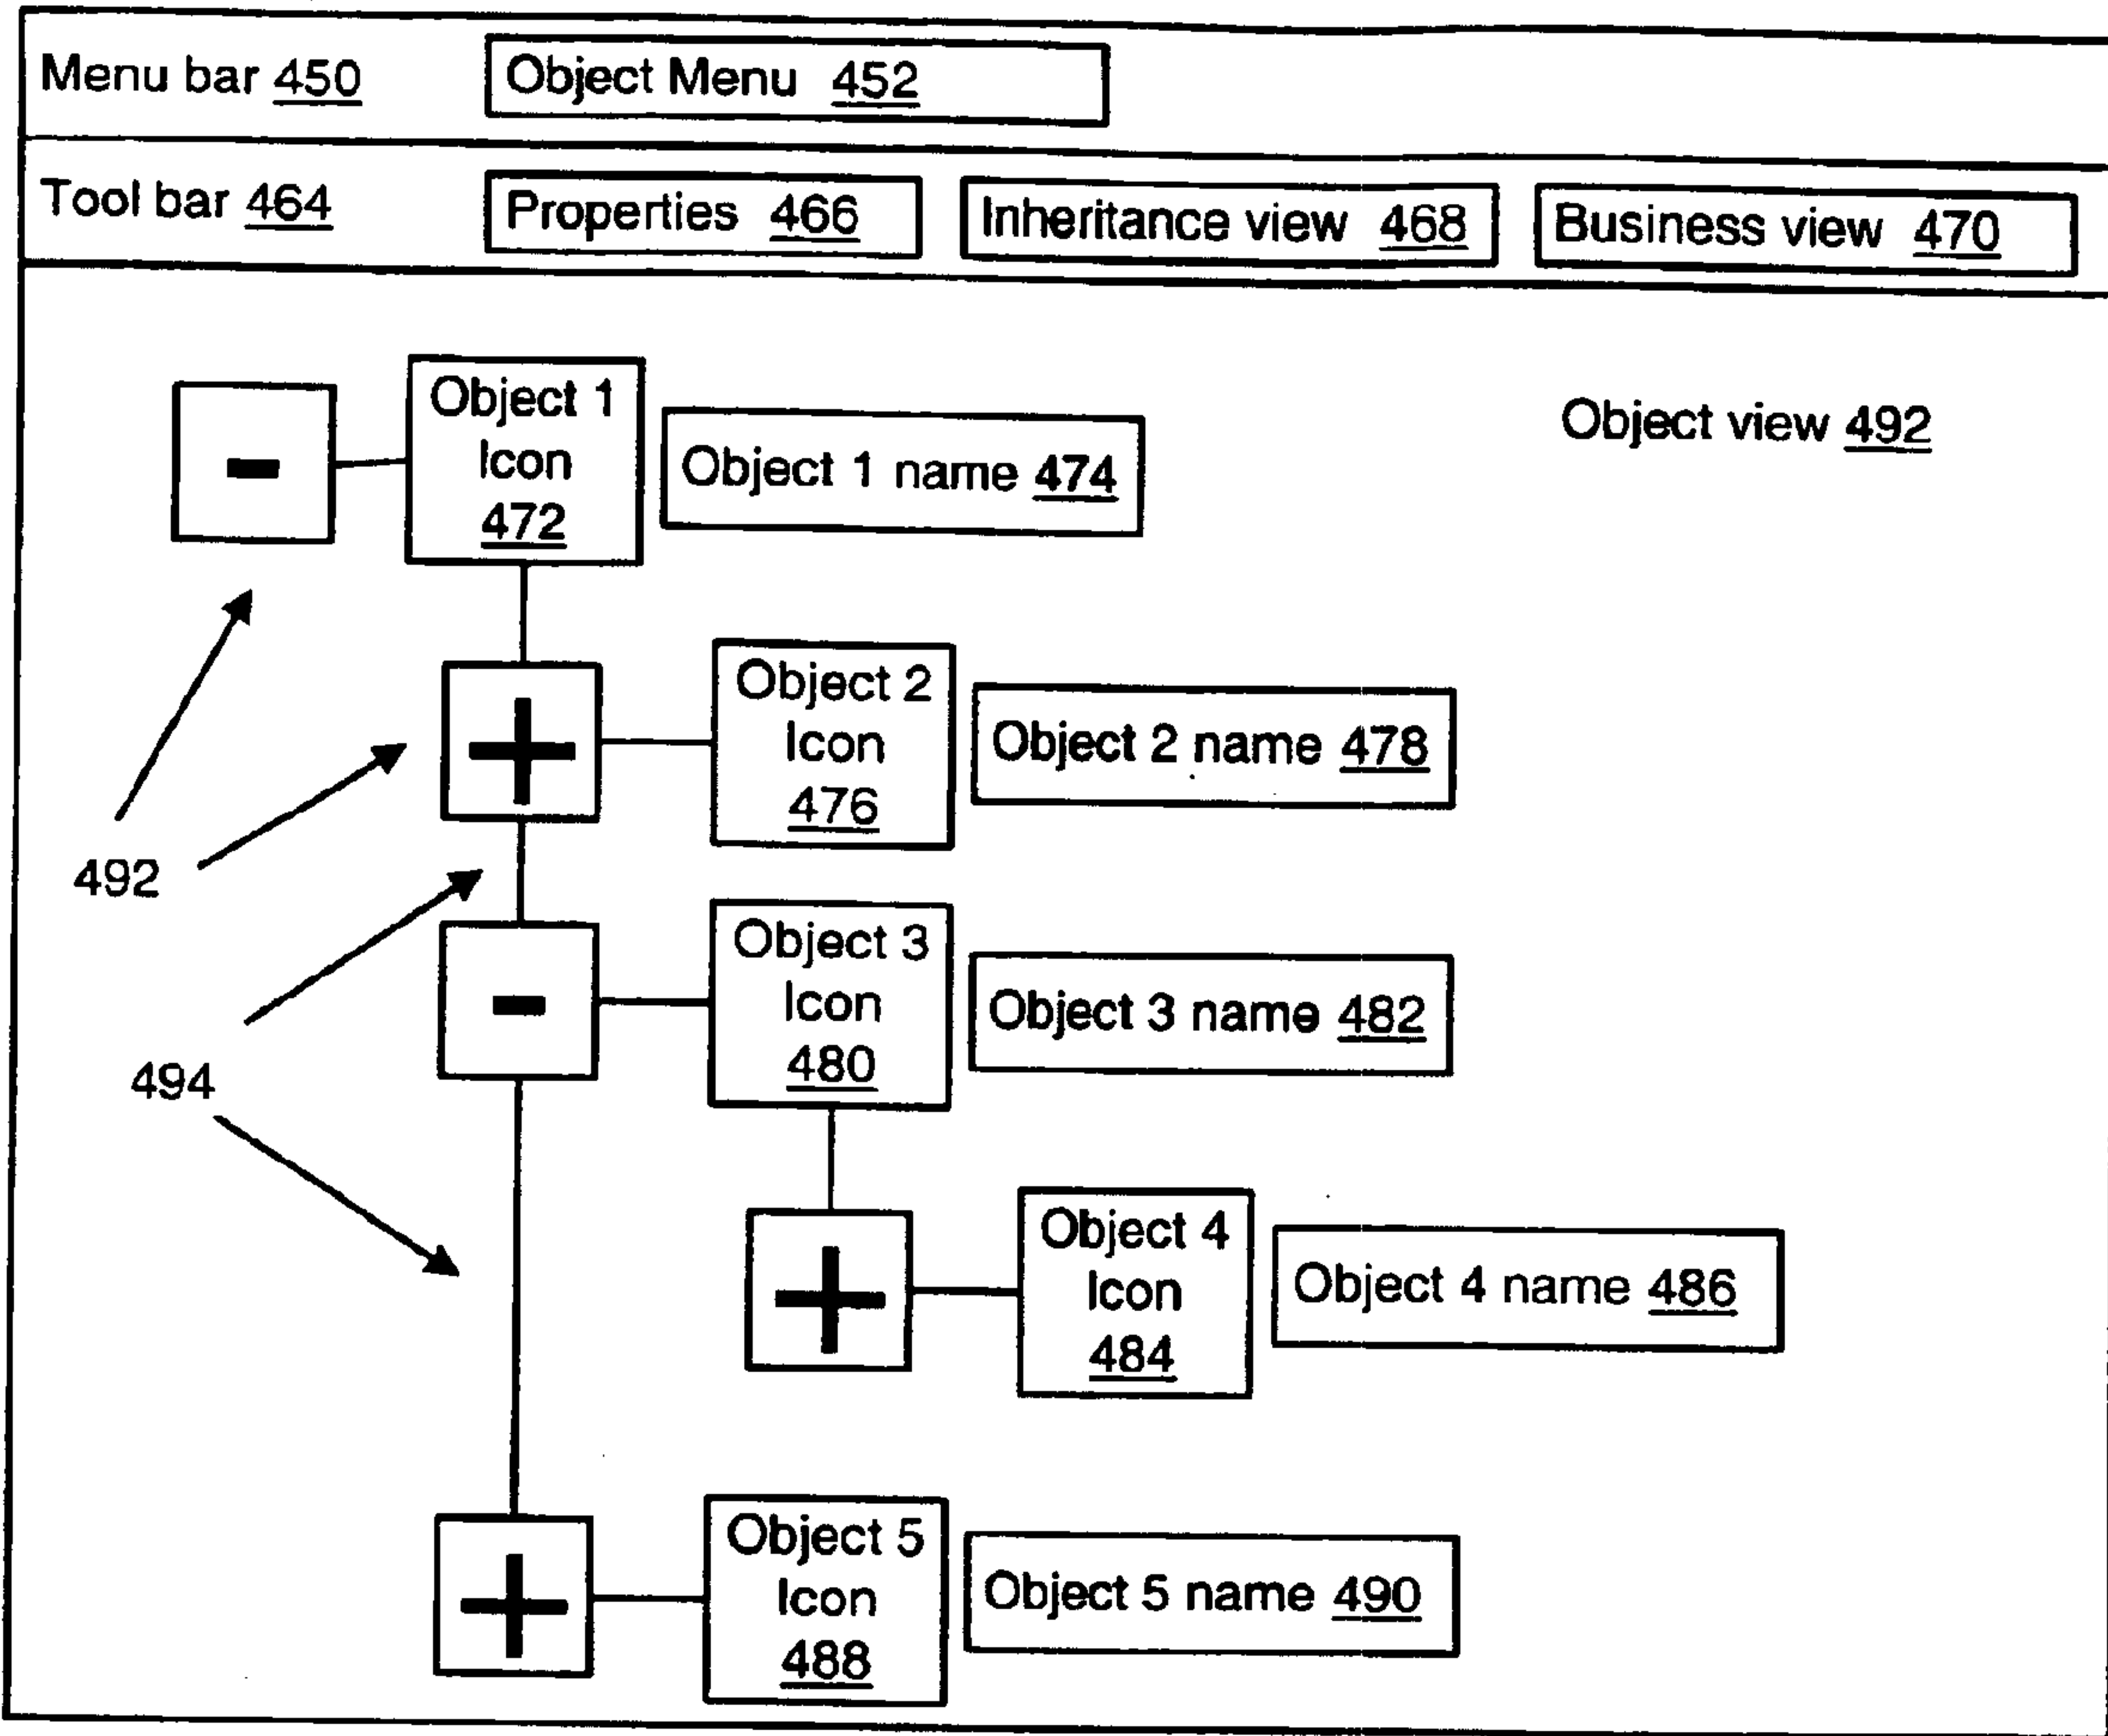 Menu bar 450
Object Menu 452
Tool bar 464
Properties 466
Inheritance view 468
Business view 470
Object 1
Icon
472
Object 1 name 474
Object view 492
Object 2
Icon
476
Object 2 name 478
492
Object 3
Icon
480
Object 3 name 482
494
Object 4
Icon
484
Object 4 name 486
Object 5
Icon
488
Object 5 name 490